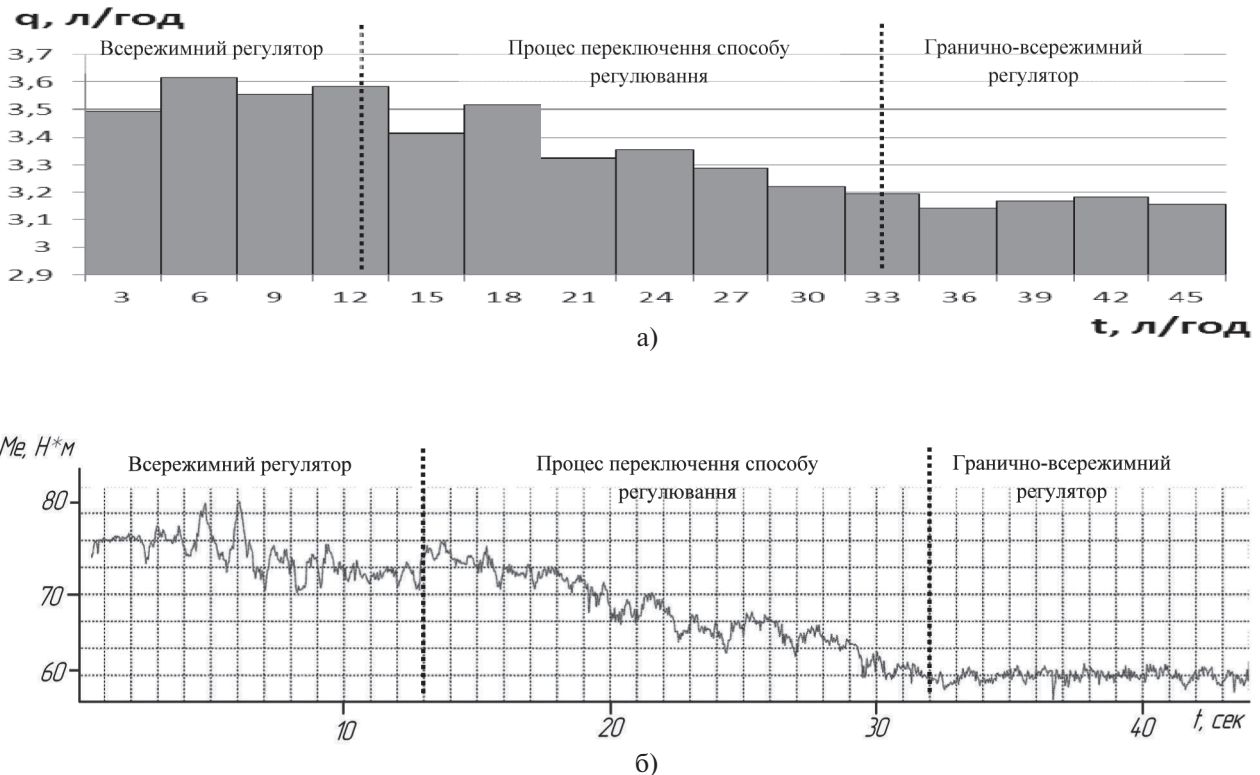 q, л/год
Всережимний регулятор
Процес переключення способу
регулювання
Гранично-всережимний
регулятор
3,7
3,6
3,5
3,4
3,3
3,2
3,1
3
2,9
3 6 9 12 15 18 21 24 27 30 33 36 39 42 45
t, л/год
а)
Me, Н*м
Всережимний регулятор
Процес переключення способу
регулювання
Гранично-всережимний
регулятор
80
70
60
10 20 30 40 t, сек
б)